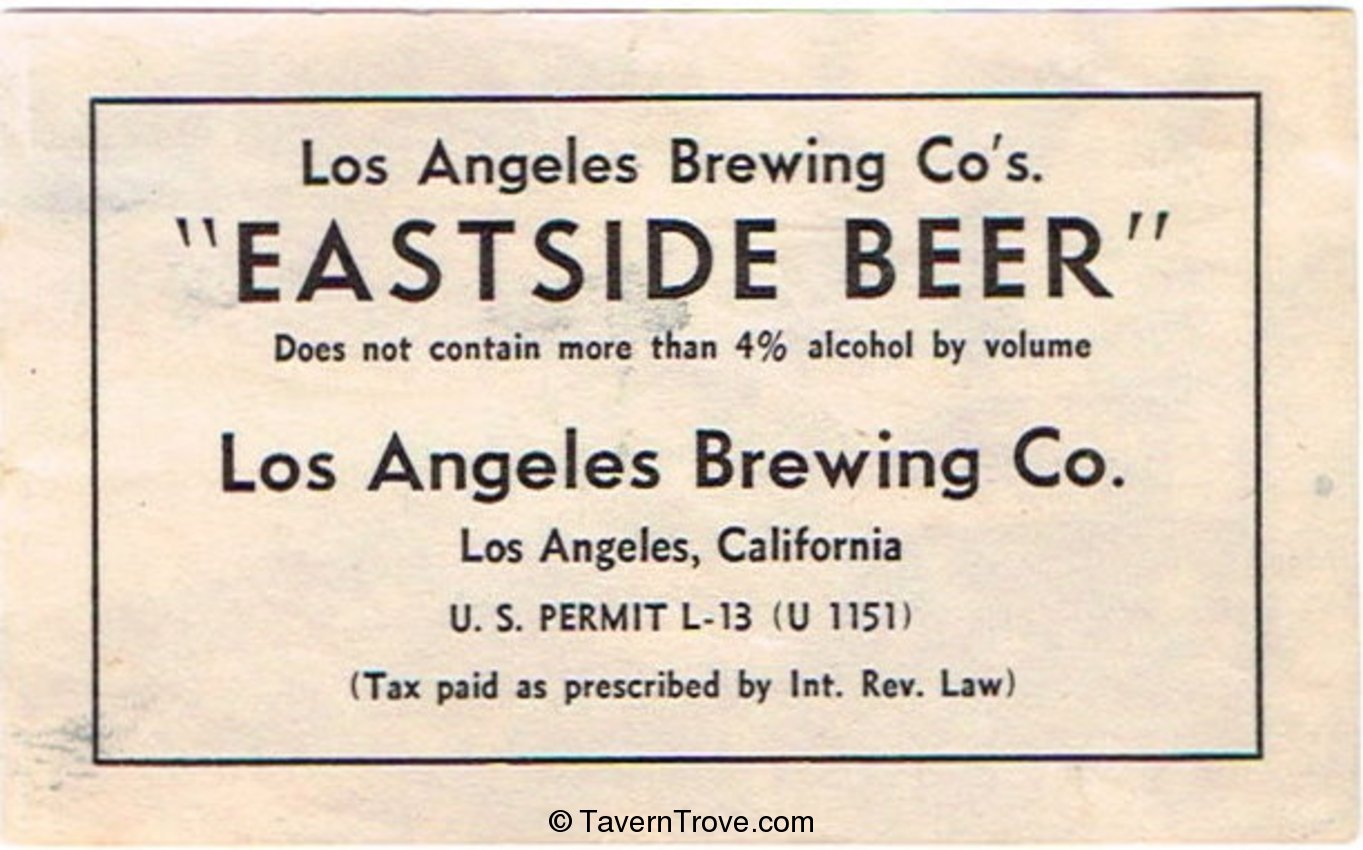 Los Angeles Brewing Co's.
"EASTSIDE BEER"
Does not contain more than 4% alcohol by volume
Los Angeles Brewing Co.
Los Angeles, California
U. S. PERMIT L-13 (U 1151)
(Tax paid as prescribed by Int. Rev. Law)
© TavernTrove.com